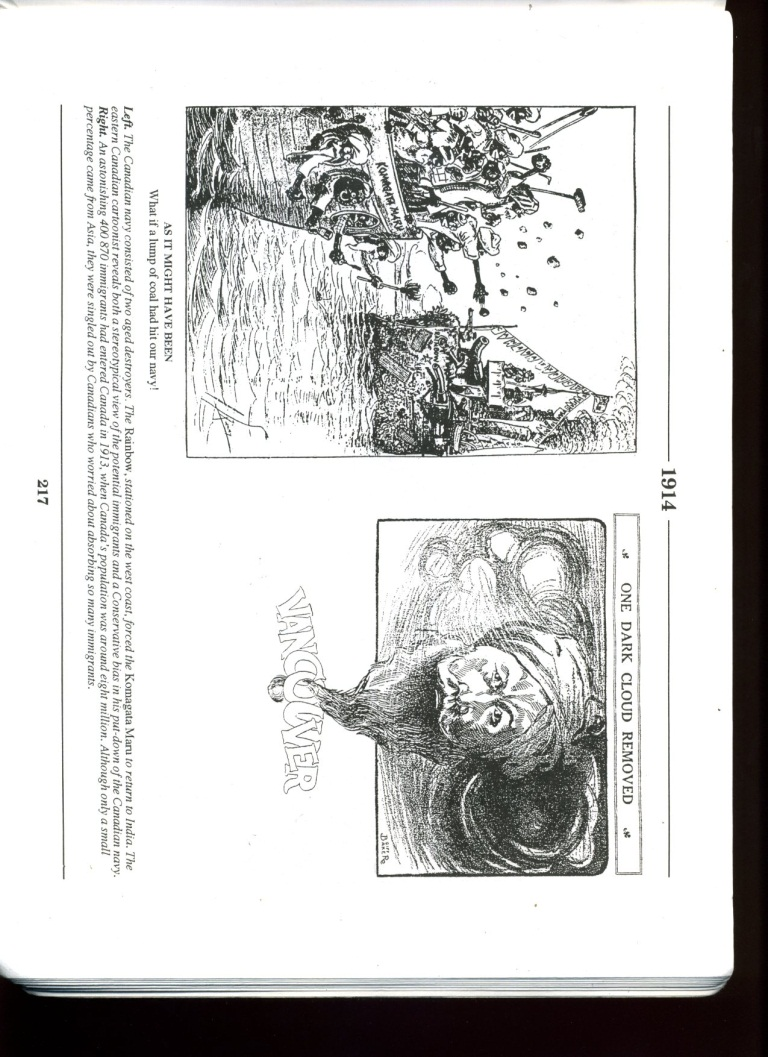 1914
KOMAGATA MARU
AS IT MIGHT HAVE BEEN
What if a lump of coal had hit our navy!
ONE DARK CLOUD REMOVED
VANCOUVER
Left. The Canadian navy consisted of two aged destroyers. The Rainbow, stationed on the west coast, forced the Komagata Maru to return to India. The
eastern Canadian cartoonist reveals both a stereotypical view of the potential immigrants and a Conservative bias in his put-down of the Canadian navy.
Right. An astonishing 400 870 immigrants had entered Canada in 1913, when Canada's population was around eight million. Although only a small
percentage came from Asia, they were singled out by Canadians who worried about absorbing so many immigrants.
217